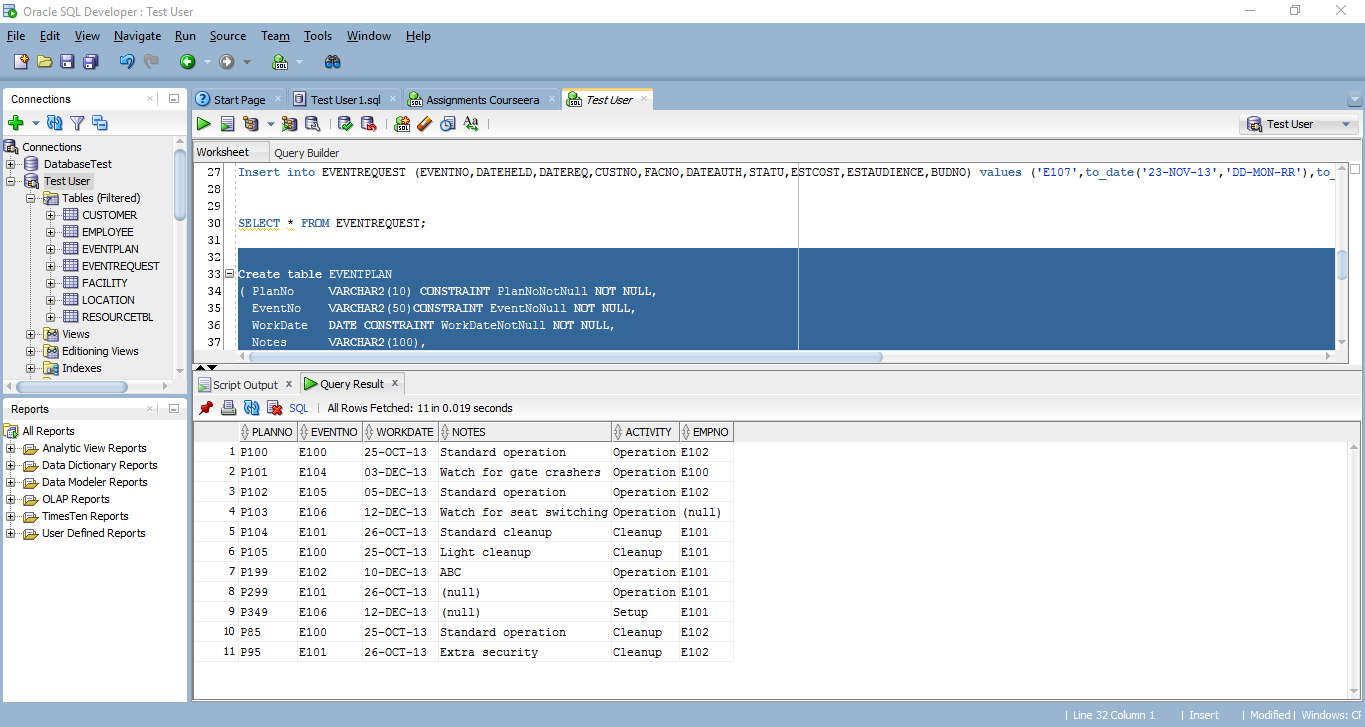 Oracle SQL Developer : Test User
File Edit View Navigate Run Source Team Tools Window Help
Connections
Connections
DatabaseTest
Test User
Tables (Filtered)
CUSTOMER
EMPLOYEE
EVENTPLAN
EVENTREQUEST
FACILITY
LOCATION
RESOURCETBL
Views
Editioning Views
Indexes
Reports
All Reports
Analytic View Reports
Data Dictionary Reports
Data Modeler Reports
OLAP Reports
TimesTen Reports
User Defined Reports
Start Page Test User1.sql Assignments Courseera Test User
Test User
Worksheet Query Builder
27 Insert into EVENTREQUEST (EVENTNO,DATEHELD,DATEREQ,CUSTNO,FACNO,DATEAUTH,STATU,ESTCOST,ESTAUDIENCE,BUDNO) values ('E107',to_date('23-NOV-13','DD-MON-RR'),to_
28
29
30 SELECT * FROM EVENTREQUEST;
31
32
33 Create table EVENTPLAN
34 ( PlanNo VARCHAR2(10) CONSTRAINT PlanNoNotNull NOT NULL,
35 EventNo VARCHAR2(50)CONSTRAINT EventNoNull NOT NULL,
36 WorkDate DATE CONSTRAINT WorkDateNotNull NOT NULL,
37 Notes VARCHAR2(100),
Script Output Query Result
SQL | All Rows Fetched: 11 in 0.019 seconds
PLANNO EVENTNO WORKDATE NOTES ACTIVITY EMPNO
1 P100 E100 25-OCT-13 Standard operation Operation E102
2 P101 E104 03-DEC-13 Watch for gate crashers Operation E100
3 P102 E105 05-DEC-13 Standard operation Operation E102
4 P103 E106 12-DEC-13 Watch for seat switching Operation (null)
5 P104 E101 26-OCT-13 Standard cleanup Cleanup E101
6 P105 E100 25-OCT-13 Light cleanup Cleanup E101
7 P199 E102 10-DEC-13 ABC Operation E101
8 P299 E101 26-OCT-13 (null) Operation E101
9 P349 E106 12-DEC-13 (null) Setup E101
10 P85 E100 25-OCT-13 Standard operation Cleanup E102
11 P95 E101 26-OCT-13 Extra security Cleanup E102
| Line 32 Column 1 | Insert | Modified | Windows: CF